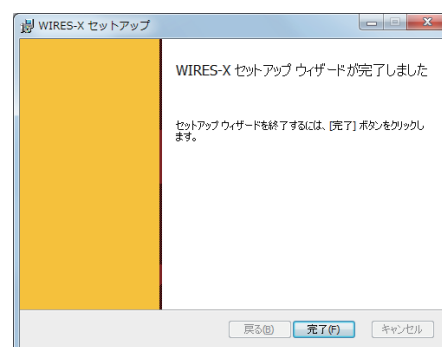 WIRES-X セットアップ
WIRES-X セットアップ ウィザードが完了しました
セットアップ ウィザードを終了するには、[完了] ボタンをクリックし
ます。
戻る(B) 完了(F) キャンセル